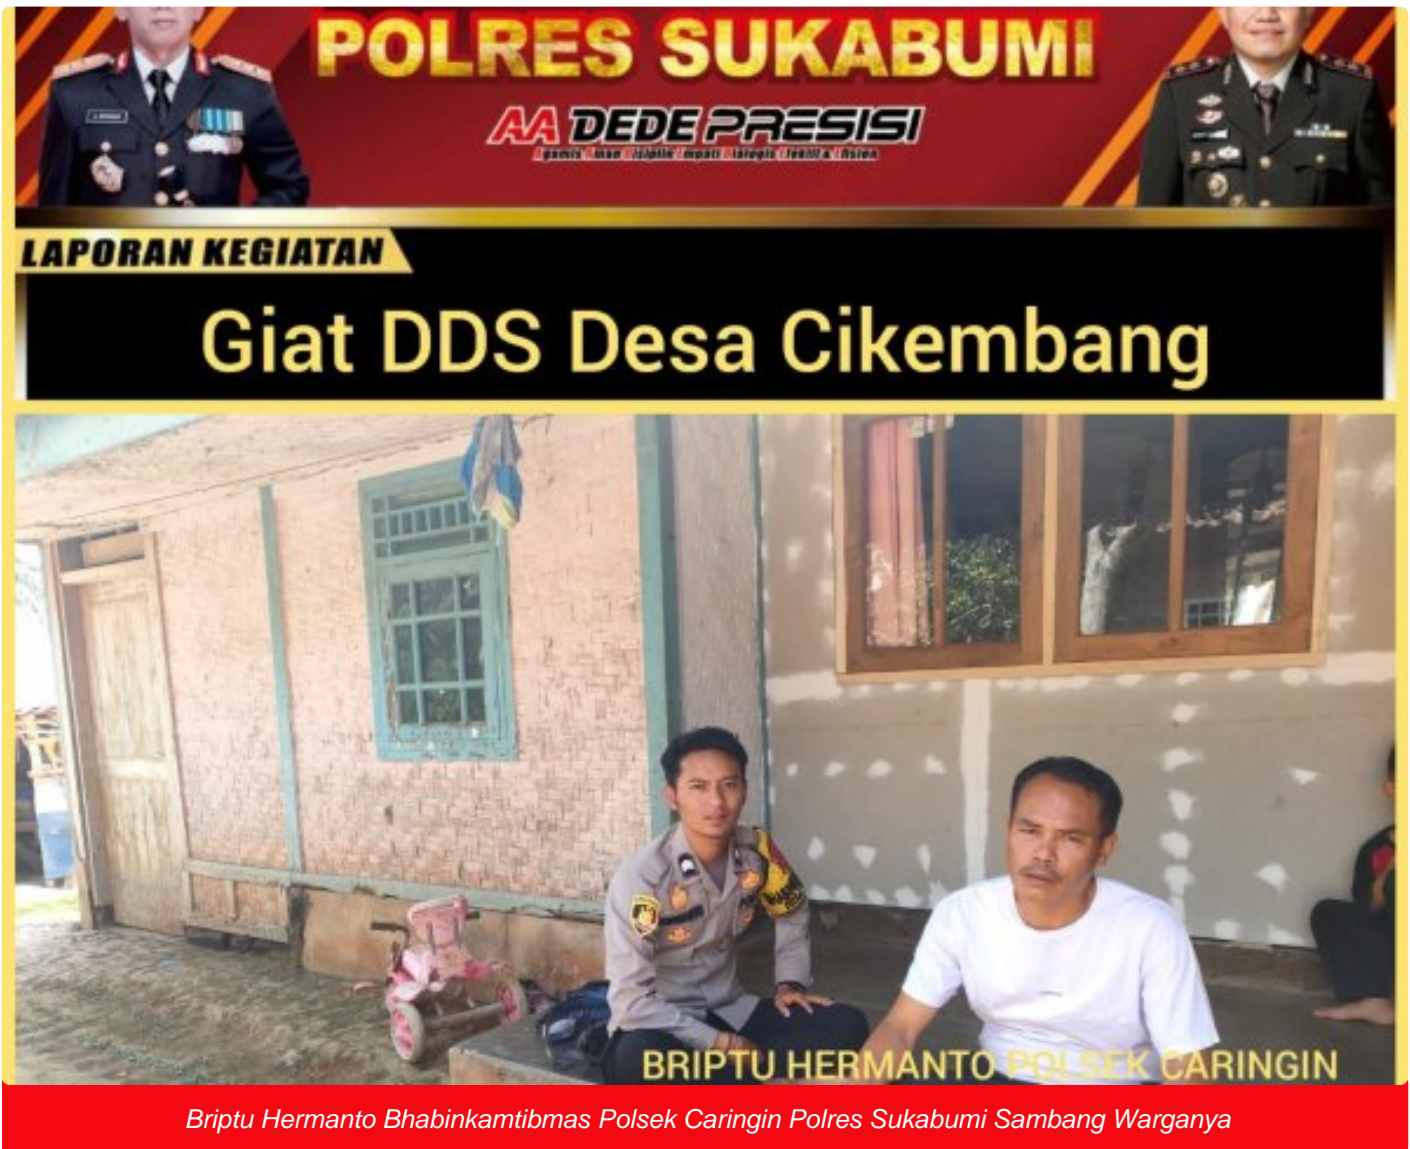 POLRES SUKABUMI
AA DEDE PRESISI
LAPORAN KEGIATAN
Giat DDS Desa Cikembang
BRIPTU HERMANTO POLSEK CARINGIN
Briptu Hermanto Bhabinkamtibmas Polsek Caringin Polres Sukabumi Sambang Warganya